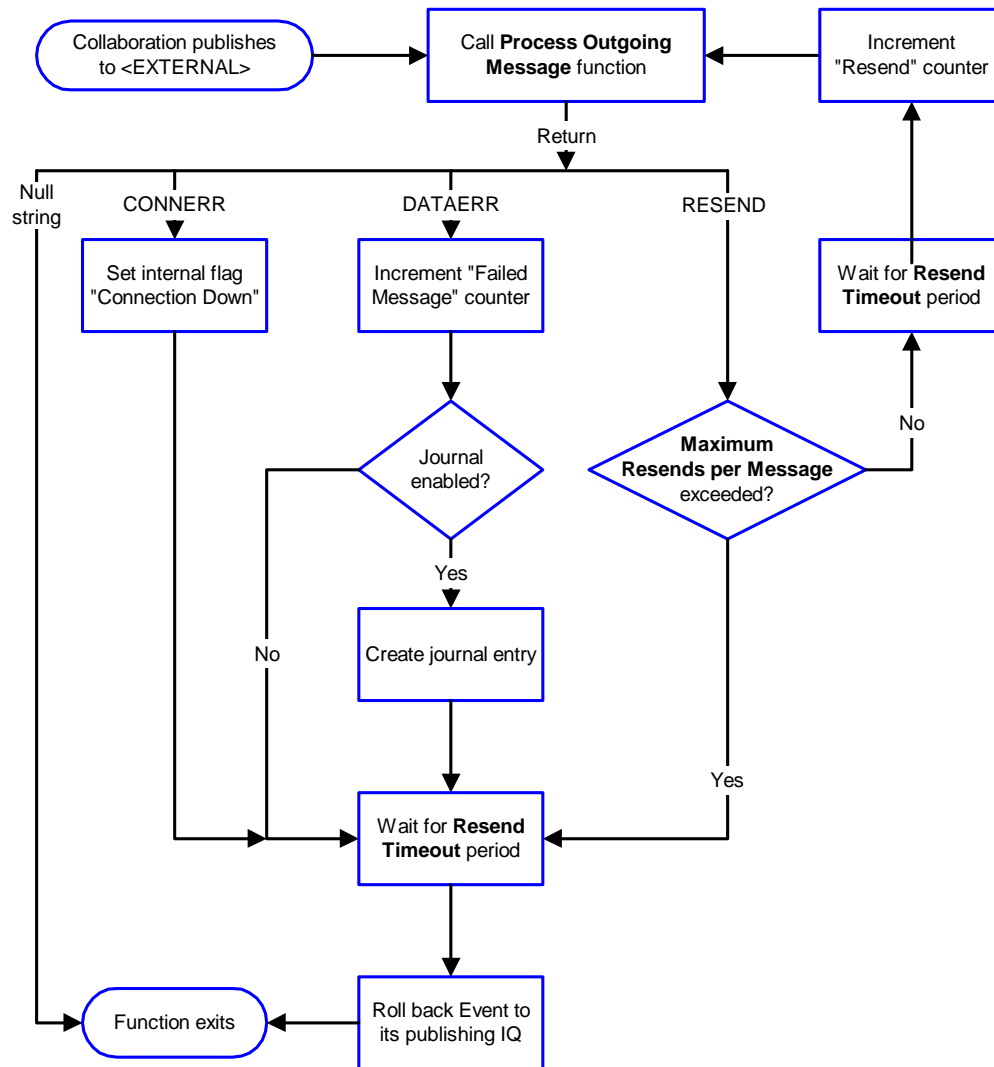 Collaboration publishes
to <EXTERNAL>
Call Process Outgoing
Message function
Increment
"Resend" counter
Return
Null
string
CONNERR
DATAERR
RESEND
Set internal flag
"Connection Down"
Increment "Failed
Message" counter
Wait for Resend
Timeout period
Journal
enabled?
Maximum
Resends per Message
exceeded?
No
Yes
No
Create journal entry
Yes
Wait for Resend
Timeout period
Function exits
Roll back Event to
its publishing IQ